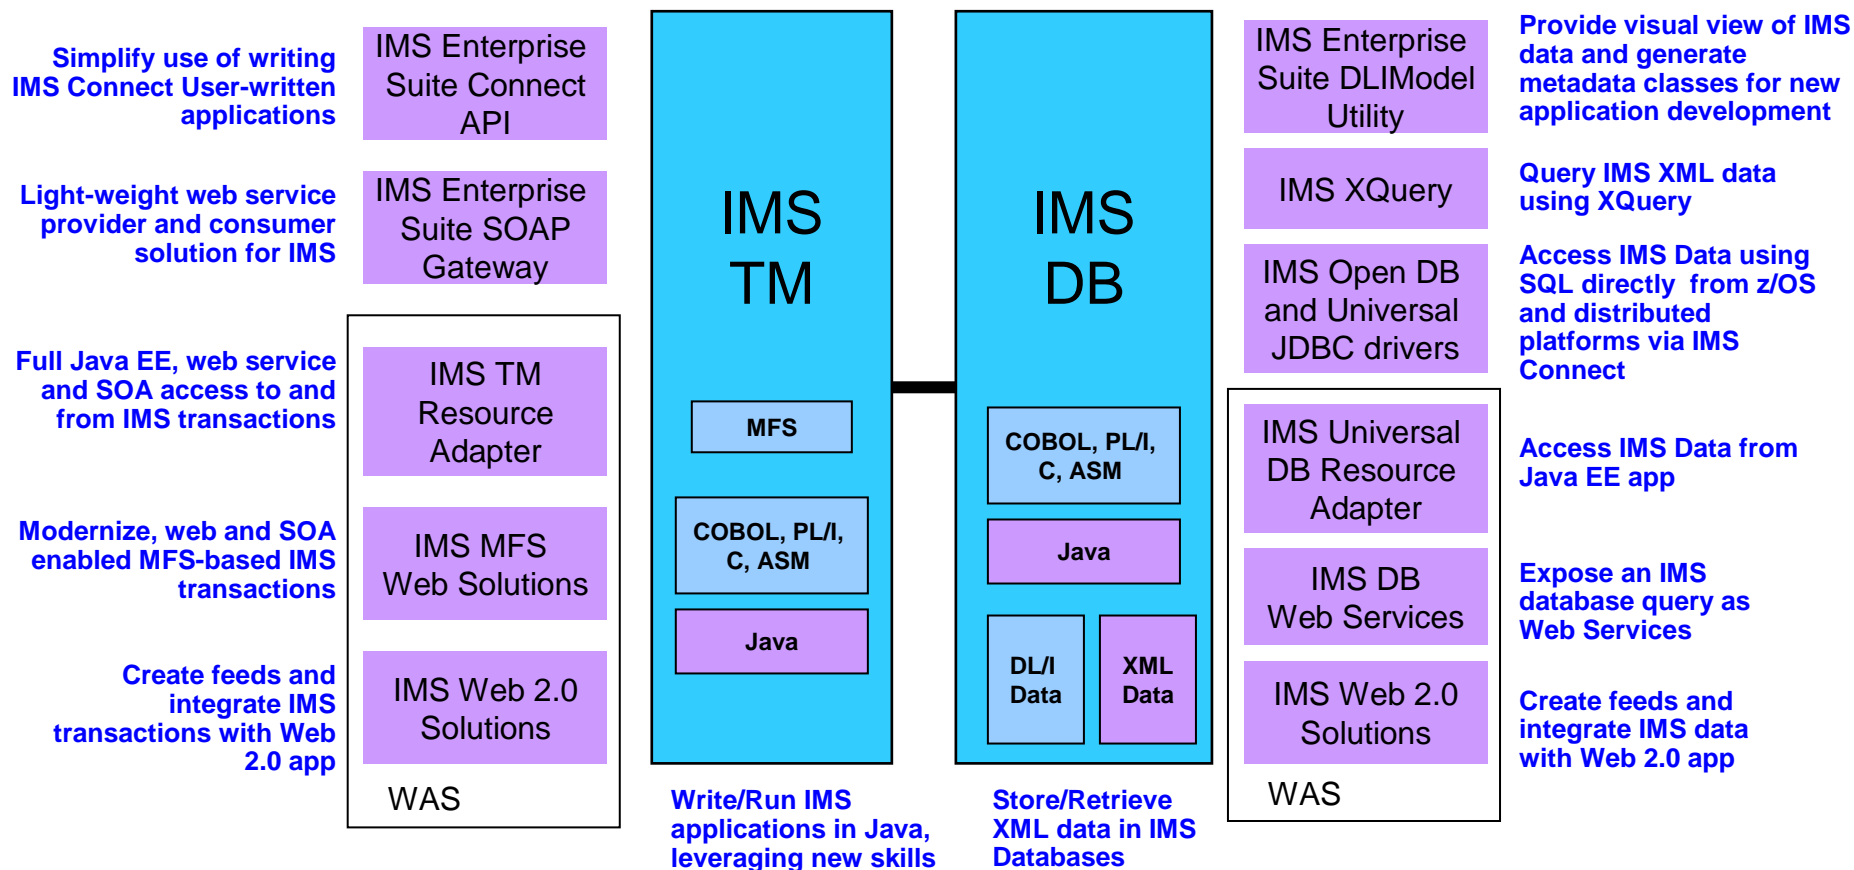 Simplify use of writing
IMS Connect User-written
applications
IMS Enterprise
Suite Connect
API
Light-weight web service
provider and consumer
solution for IMS
IMS Enterprise
Suite SOAP
Gateway
Full Java EE, web service
and SOA access to and
from IMS transactions
IMS TM
Resource
Adapter
Modernize, web and SOA
enabled MFS-based IMS
transactions
IMS MFS
Web Solutions
Create feeds and
integrate IMS
transactions with Web
2.0 app
IMS Web 2.0
Solutions
WAS
IMS
TM
MFS
COBOL, PL/I,
C, ASM
Java
Write/Run IMS
applications in Java,
leveraging new skills
IMS
DB
COBOL, PL/I,
C, ASM
Java
DL/I
Data
XML
Data
Store/Retrieve
XML data in IMS
Databases
IMS Enterprise
Suite DLIModel
Utility
Provide visual view of IMS
data and generate
metadata classes for new
application development
IMS XQuery
Query IMS XML data
using XQuery
IMS Open DB
and Universal
JDBC drivers
Access IMS Data using
SQL directly from z/OS
and distributed
platforms via IMS
Connect
IMS Universal
DB Resource
Adapter
Access IMS Data from
Java EE app
IMS DB
Web Services
Expose an IMS
database query as
Web Services
IMS Web 2.0
Solutions
Create feeds and
integrate IMS data
with Web 2.0 app
WAS